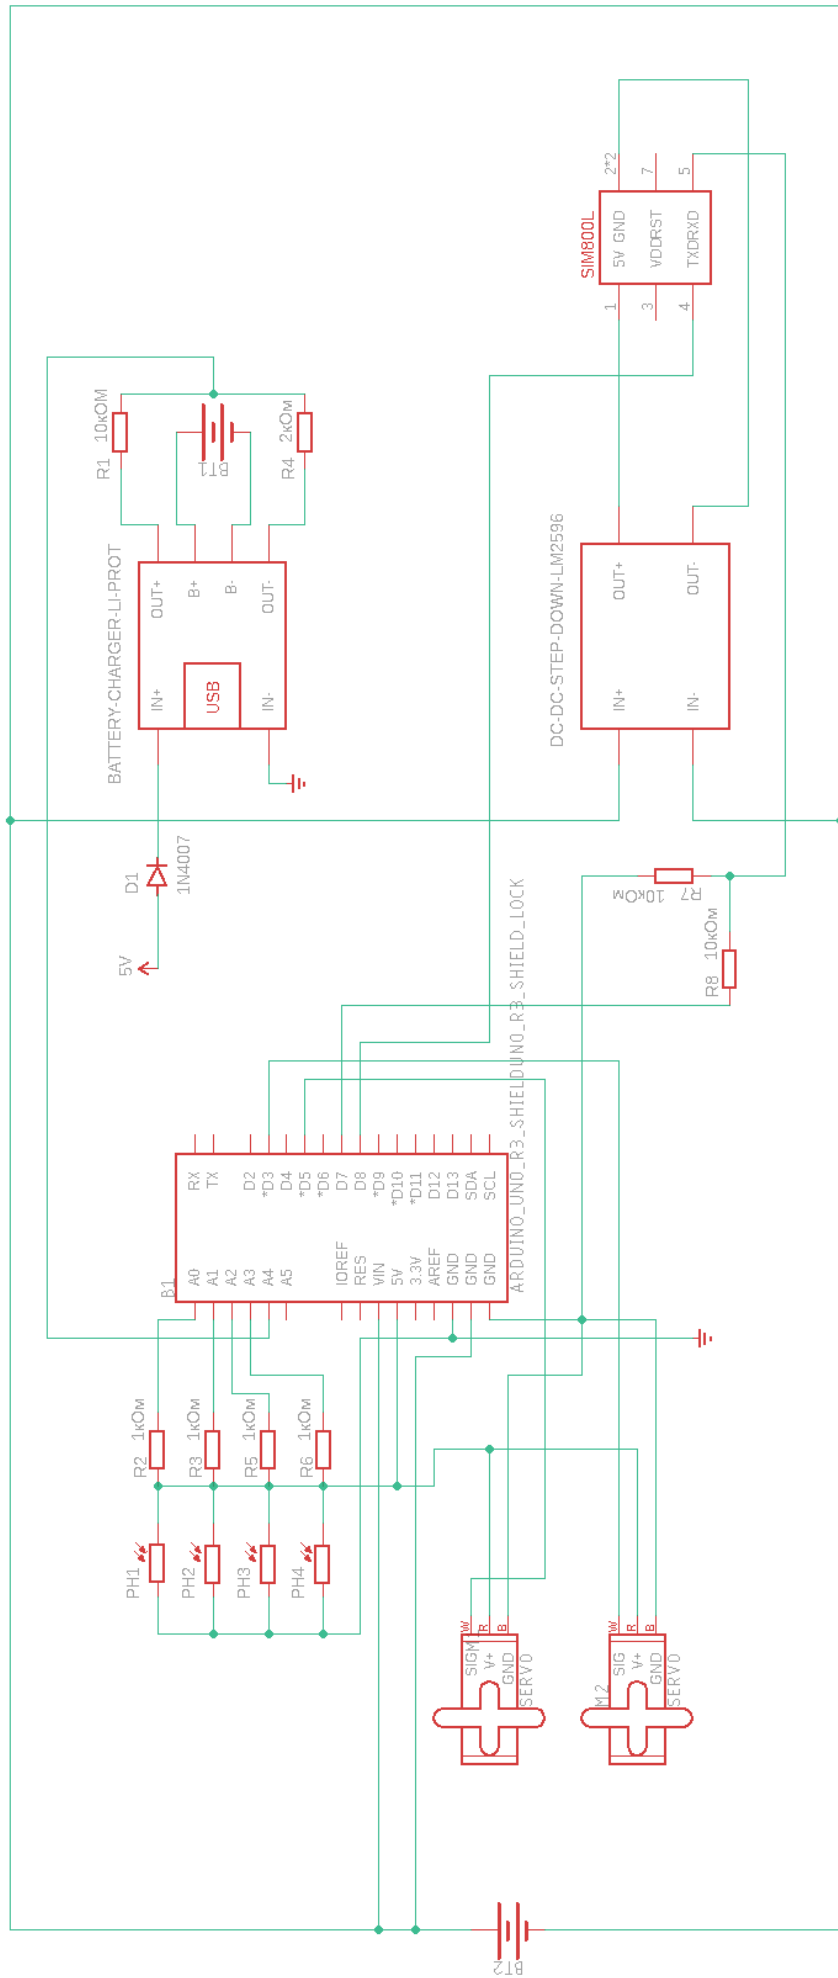 2*2
7
5
SIM800L
5V GND
VDDRST
TXDRXD
1
3
4
R1 10кОМ
BT1
R4 2кОм
BATTERY-CHARGER-LI-PROT
OUT+
B+
B-
OUT-
IN+
USB
IN-
DC-DC-STEP-DOWN-LM2596
OUT+
OUT-
IN+
IN-
D1
1N4007
5V
R7
10кОм
R8 10кОм
ARDUINO_UNO_R3_SHIELDUNO_R3_SHIELD_LOCK
RX
TX
D2
*D3
D4
*D5
*D6
D7
D8
*D9
*D10
*D11
D12
D13
SDA
SCL
B1
A0
A1
A2
A3
A4
A5
IOREF
RES
VIN
5V
3.3V
AREF
GND
GND
GND
R2 1кОм
R3 1кОм
R5 1кОм
R6 1кОм
PH1
PH2
PH3
PH4
W
R
B
SIG
V+
GND
SERVO
W
R
B
M2
SIG
V+
GND
SERVO
BT2